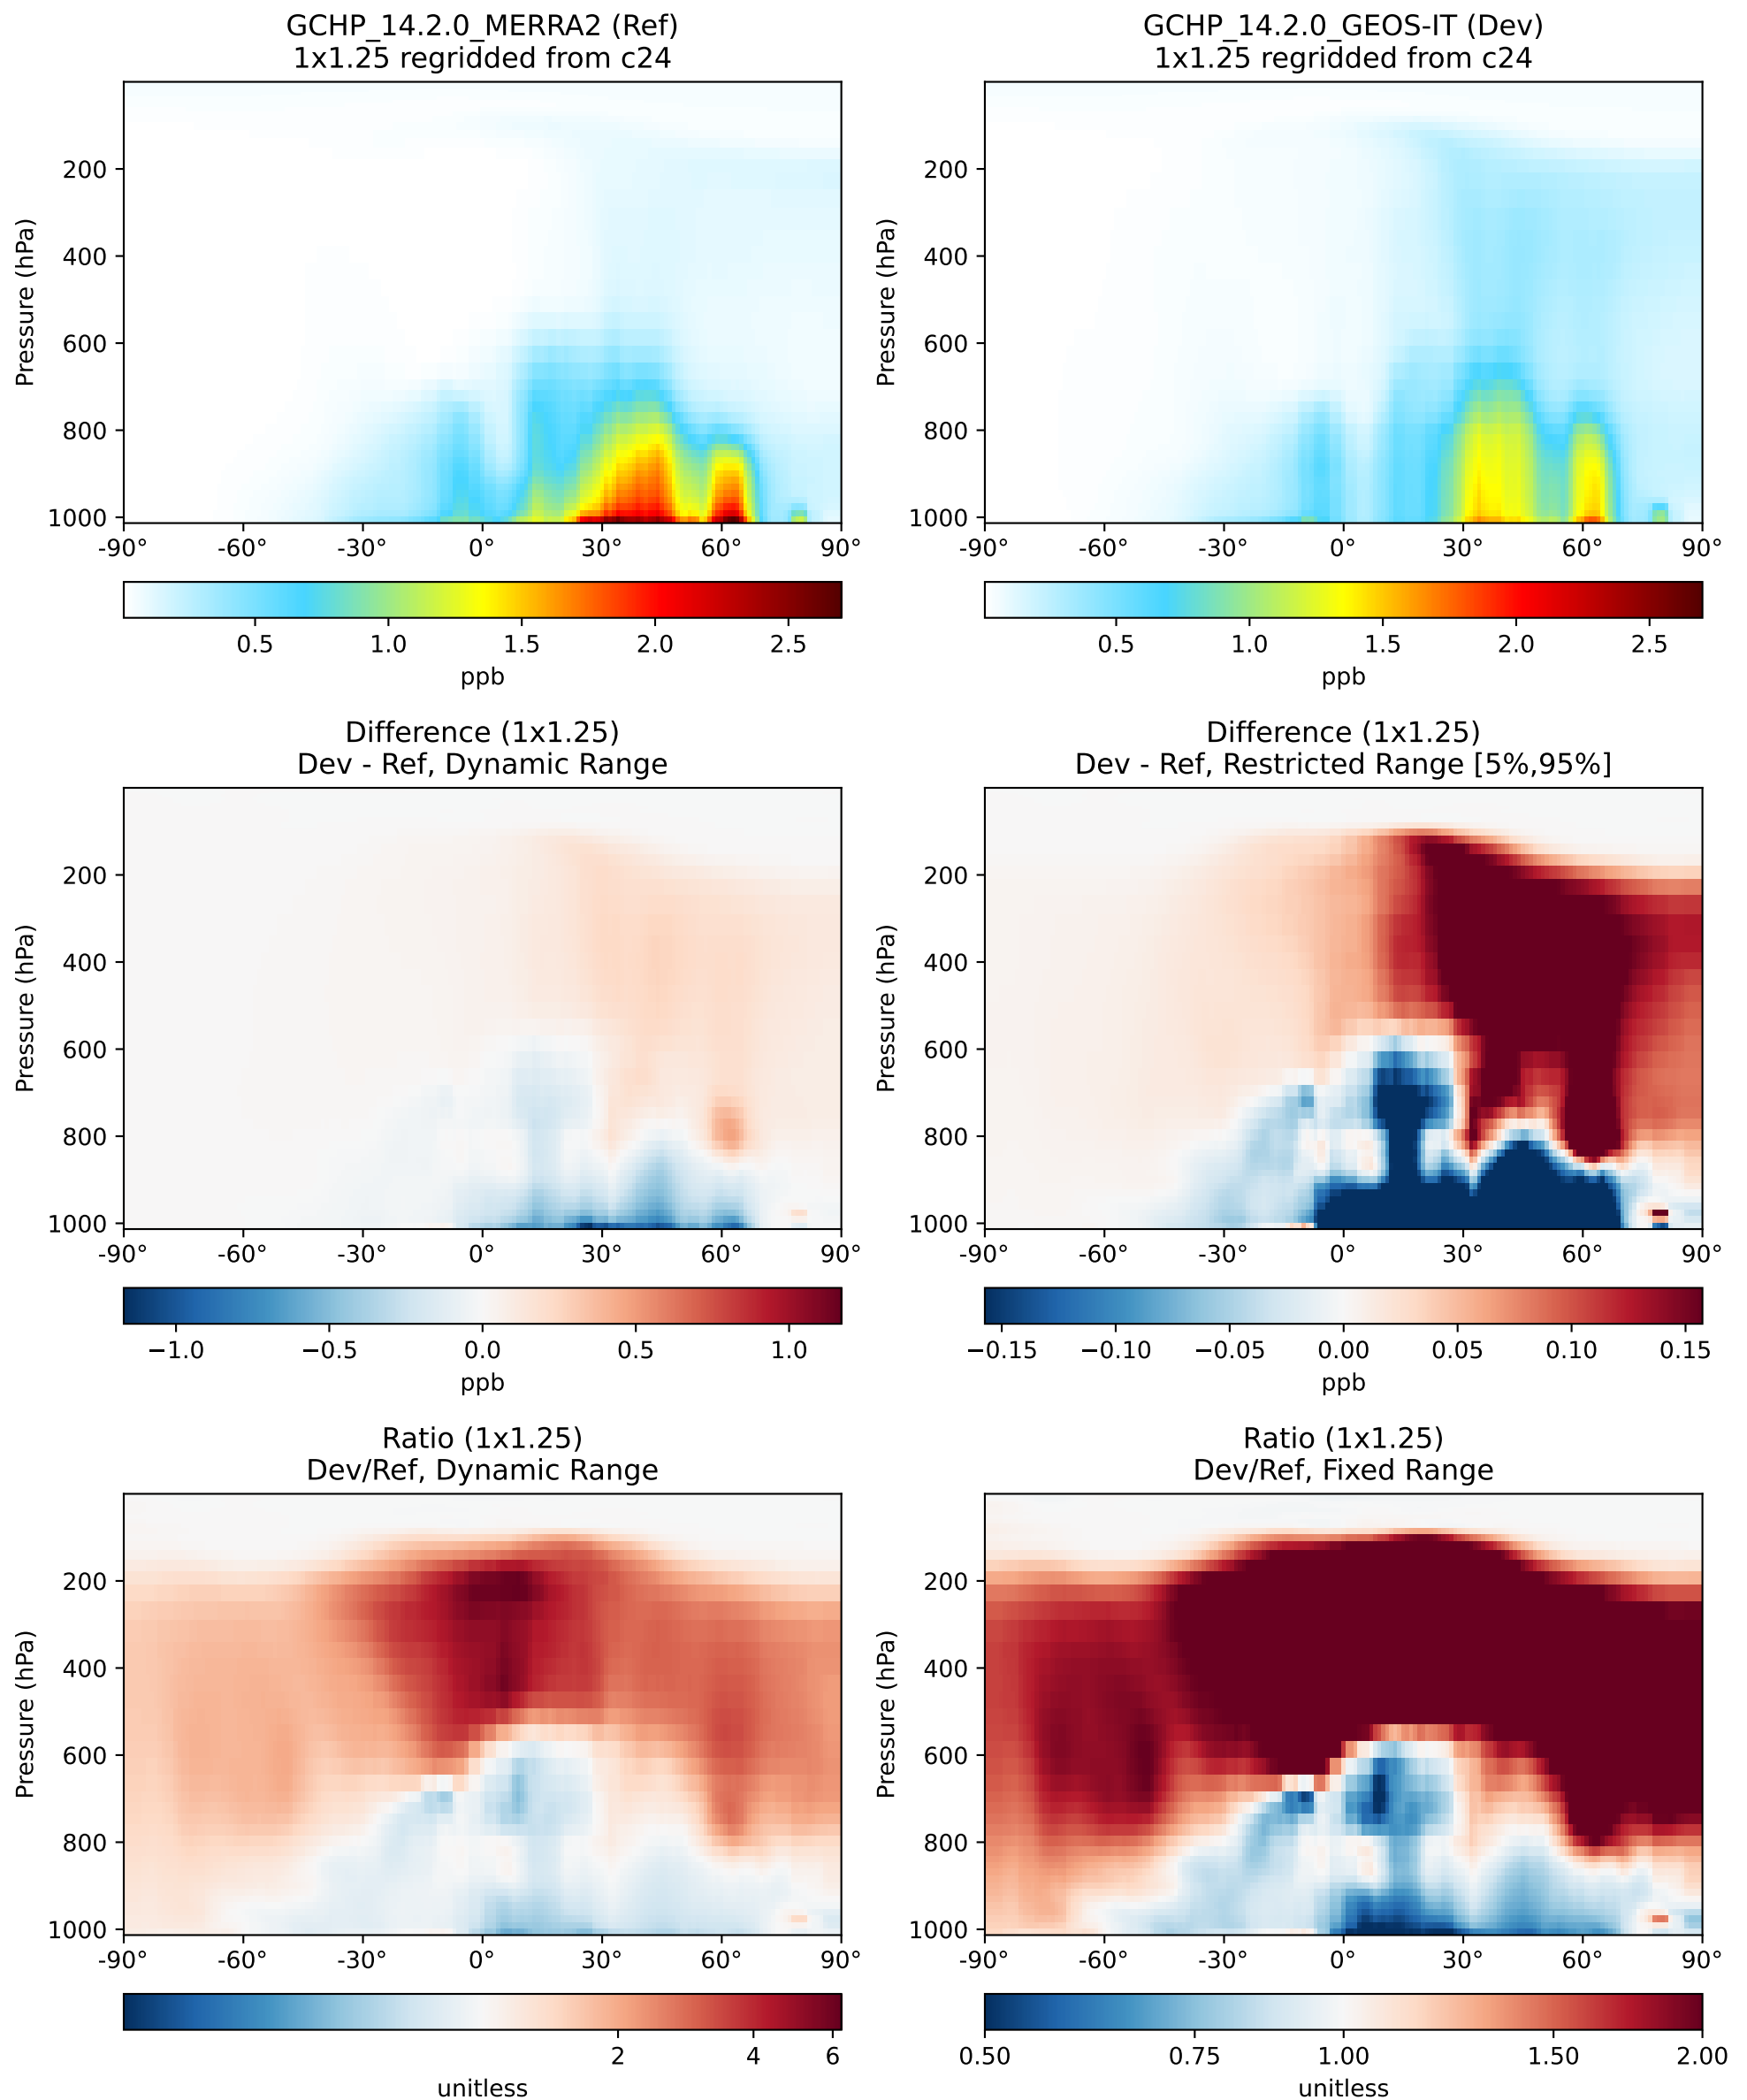 GCHP_14.2.0_MERRA2 (Ref)
1x1.25 regridded from c24
GCHP_14.2.0_GEOS-IT (Dev)
1x1.25 regridded from c24
Pressure (hPa)
200
400
600
800
1000
-90° -60° -30° 0° 30° 60° 90°
0.5 1.0 1.5 2.0 2.5
ppb
Pressure (hPa)
200
400
600
800
1000
-90° -60° -30° 0° 30° 60° 90°
0.5 1.0 1.5 2.0 2.5
ppb
Difference (1x1.25)
Dev - Ref, Dynamic Range
Difference (1x1.25)
Dev - Ref, Restricted Range [5%,95%]
Pressure (hPa)
200
400
600
800
1000
-90° -60° -30° 0° 30° 60° 90°
−1.0 −0.5 0.0 0.5 1.0
ppb
Pressure (hPa)
200
400
600
800
1000
-90° -60° -30° 0° 30° 60° 90°
−0.15 −0.10 −0.05 0.00 0.05 0.10 0.15
ppb
Ratio (1x1.25)
Dev/Ref, Dynamic Range
Ratio (1x1.25)
Dev/Ref, Fixed Range
Pressure (hPa)
200
400
600
800
1000
-90° -60° -30° 0° 30° 60° 90°
2 4 6
unitless
Pressure (hPa)
200
400
600
800
1000
-90° -60° -30° 0° 30° 60° 90°
0.50 0.75 1.00 1.50 2.00
unitless